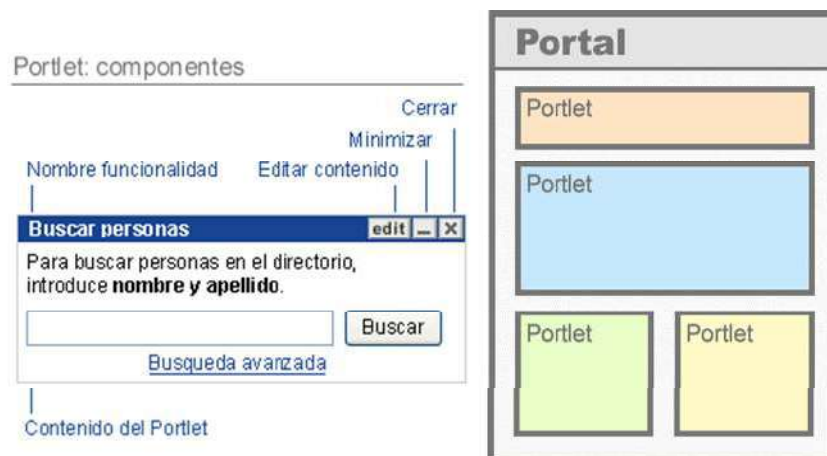 Portlet: componentes
Cerrar
Minimizar
Nombre funcionalidad Editar contenido
Buscar personas edit
Para buscar personas en el directorio,
introduce nombre y apellido.
Buscar
Busqueda avanzada
Contenido del Portlet
Portal
Portlet
Portlet
Portlet Portlet